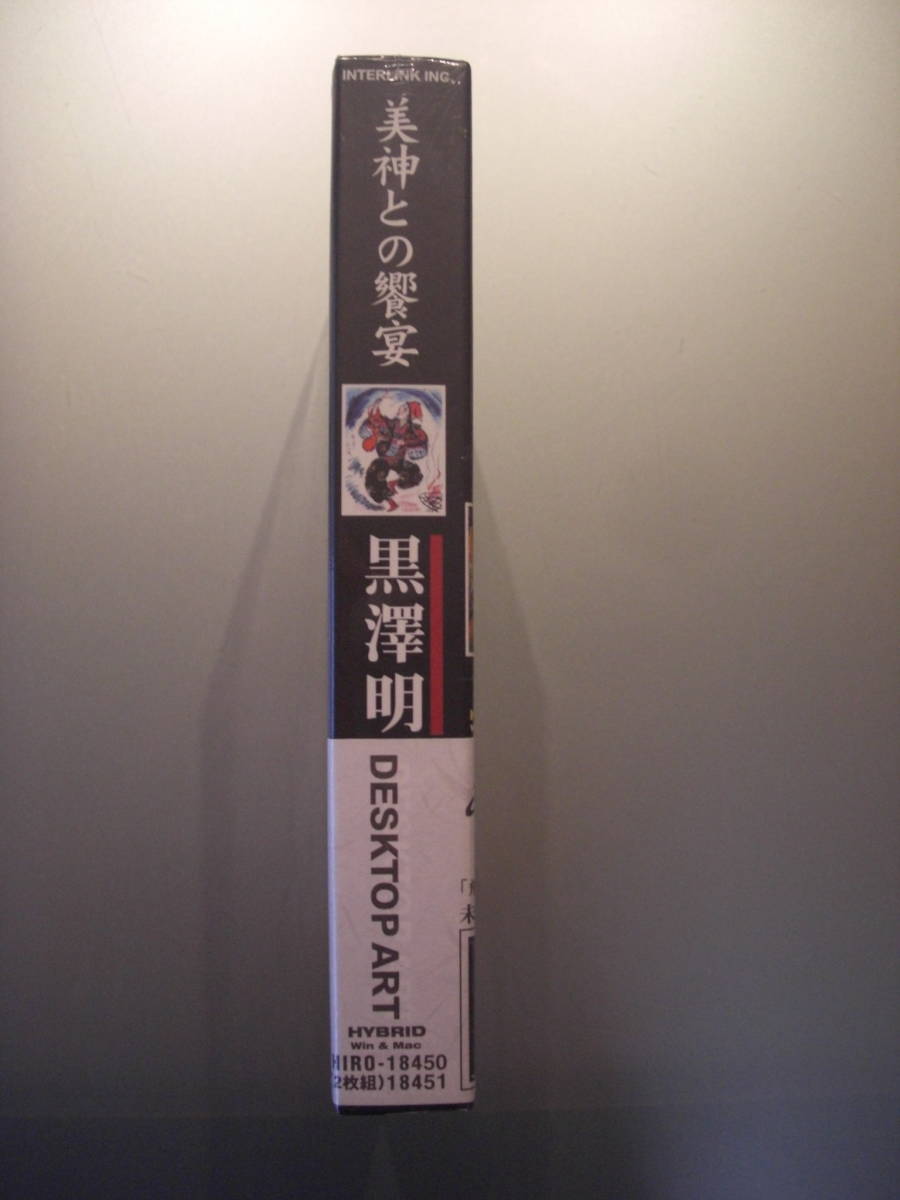 INTERLINK INC.
美神との饗宴
黒澤明
DESKTOP ART
HYBRID
Win & Mac
HIRO-18450
2枚組)18451
未